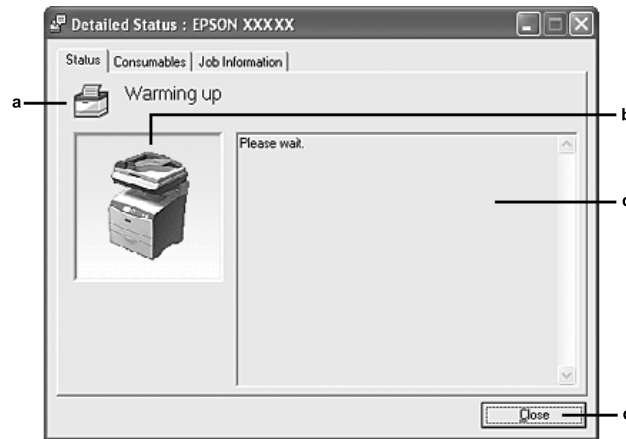 Detailed Status : EPSON XXXXX
Status Consumables Job Information
a
Warming up
b
Please wait.
Close